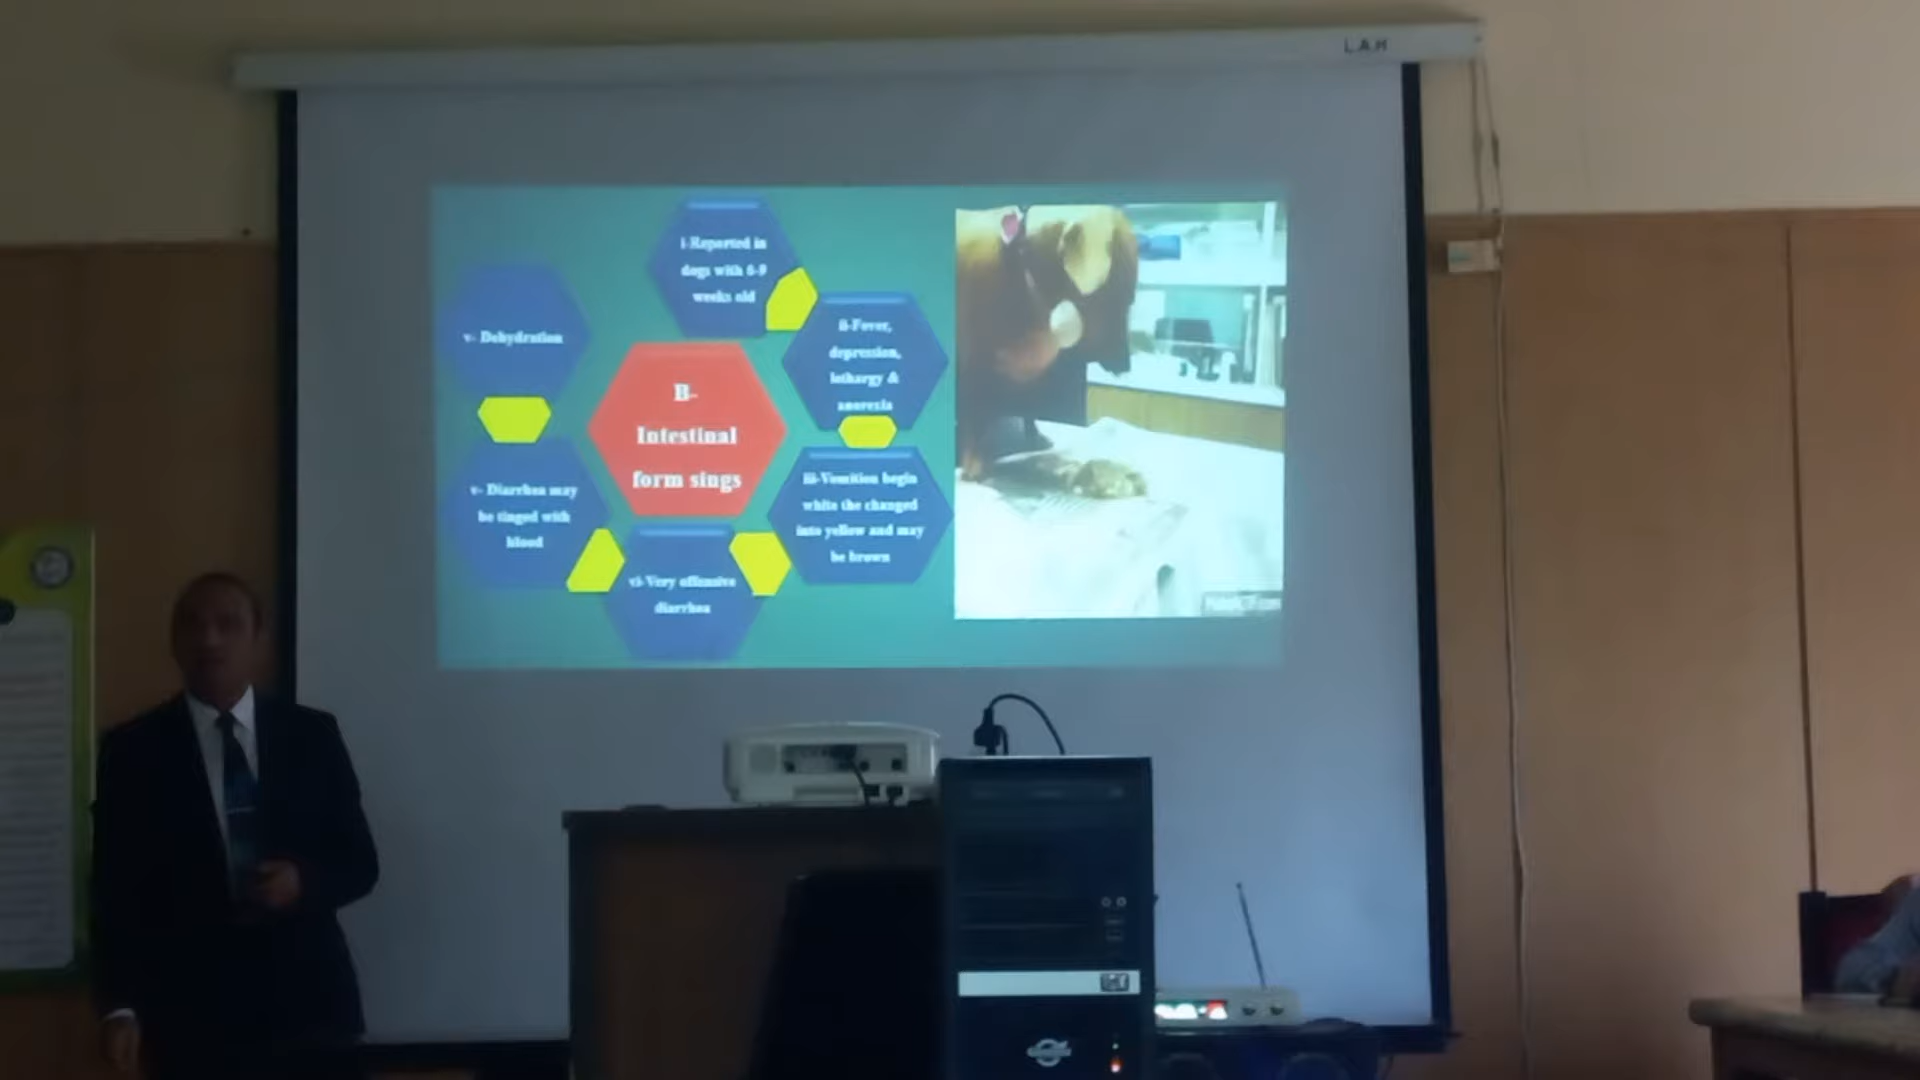 L.A.H
i-Reported in
dogs with 6-9
weeks old
ii-Fever,
depression,
lethargy &
anorexia
iii-Vomition begin
white the changed
into yellow and may
be brown
vi-Very offensive
diarrhea
v- Diarrhea may
be tinged with
blood
v- Dehydration
B-
Intestinal
form sings